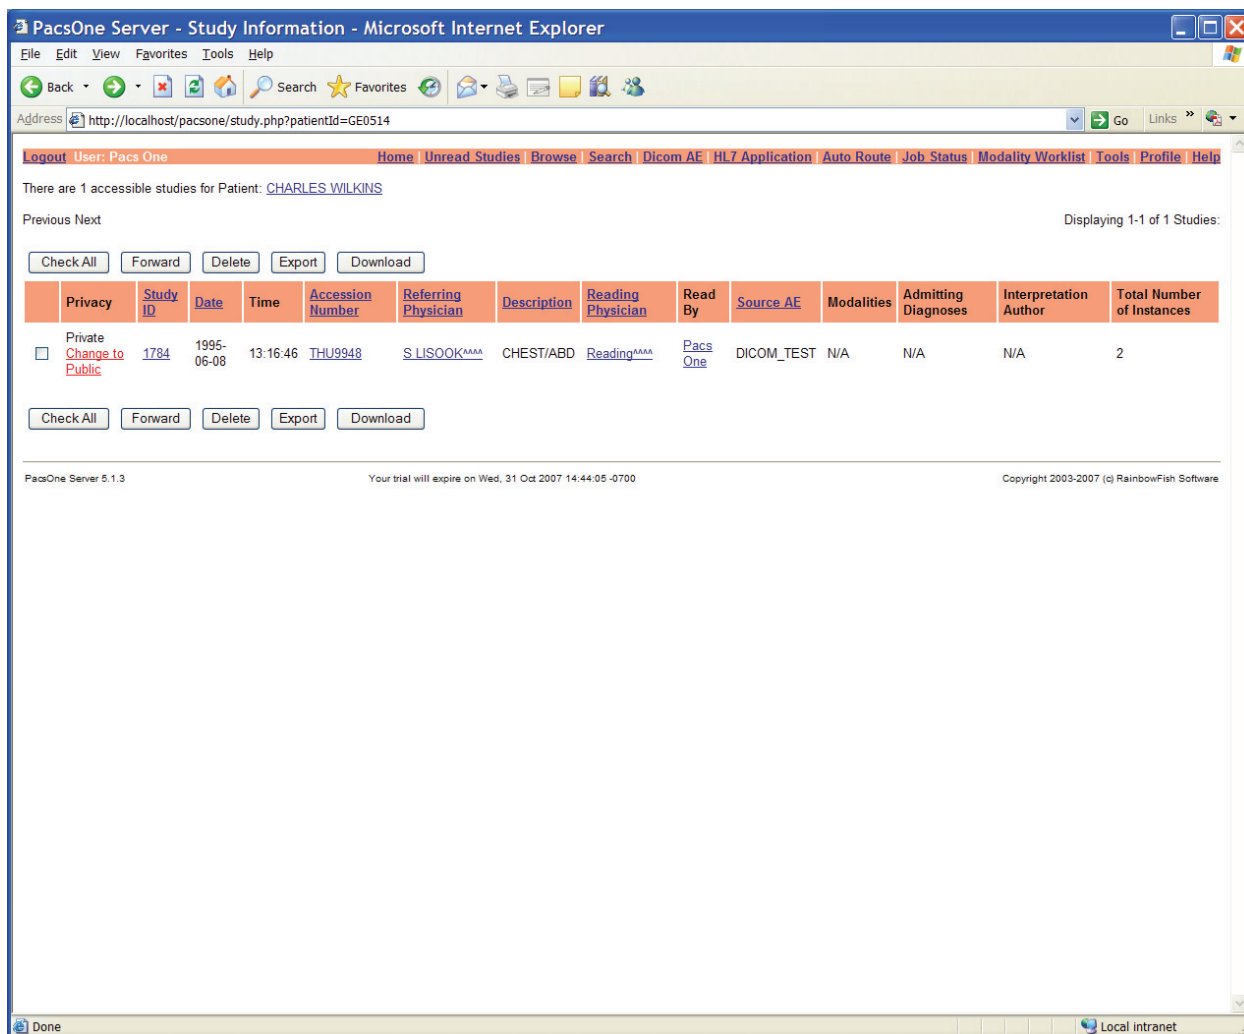 PacsOne Server - Study Information - Microsoft Internet Explorer
File Edit View Favorites Tools Help
Back Search Favorites
Address http://localhost/pacsone/study.php?patientId=GE0514 Go Links »
Logout User: Pacs One Home | Unread Studies | Browse | Search | Dicom AE | HL7 Application | Auto Route | Job Status | Modality Worklist | Tools | Profile | Help
There are 1 accessible studies for Patient: CHARLES WILKINS
Previous Next Displaying 1-1 of 1 Studies:
Check All Forward Delete Export Download
Privacy Study ID Date Time Accession Number Referring Physician Description Reading Physician Read By Source AE Modalities Admitting Diagnoses Interpretation Author Total Number of Instances
Private Change to Public 1784 1995-06-08 13:16:46 THU9948 S LISOOK^^^^ CHEST/ABD Reading^^^^ Pacs One DICOM_TEST N/A N/A N/A 2
Check All Forward Delete Export Download
PacsOne Server 5.1.3 Your trial will expire on Wed, 31 Oct 2007 14:44:05 -0700 Copyright 2003-2007 (c) RainbowFish Software
Done Local intranet